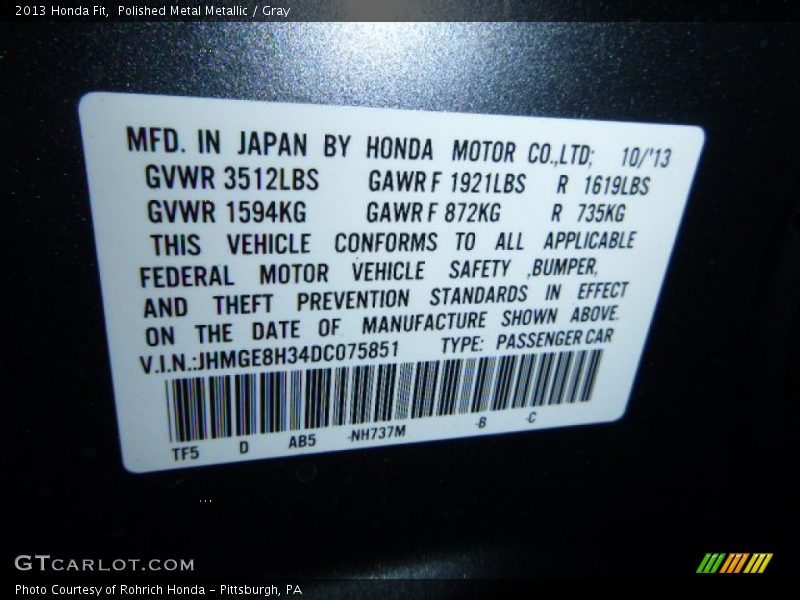 2013 Honda Fit, Polished Metal Metallic / Gray
MFD. IN JAPAN BY HONDA MOTOR CO.,LTD; 10/'13
GVWR 3512LBS GAWR F 1921LBS R 1619LBS
GVWR 1594KG GAWR F 872KG R 735KG
THIS VEHICLE CONFORMS TO ALL APPLICABLE
FEDERAL MOTOR VEHICLE SAFETY ,BUMPER,
AND THEFT PREVENTION STANDARDS IN EFFECT
ON THE DATE OF MANUFACTURE SHOWN ABOVE.
V.I.N.:JHMGE8H34DC075851 TYPE: PASSENGER CAR
TF5 D AB5 -NH737M -B -C
...
GTCARLOT.COM
Photo Courtesy of Rohrich Honda - Pittsburgh, PA